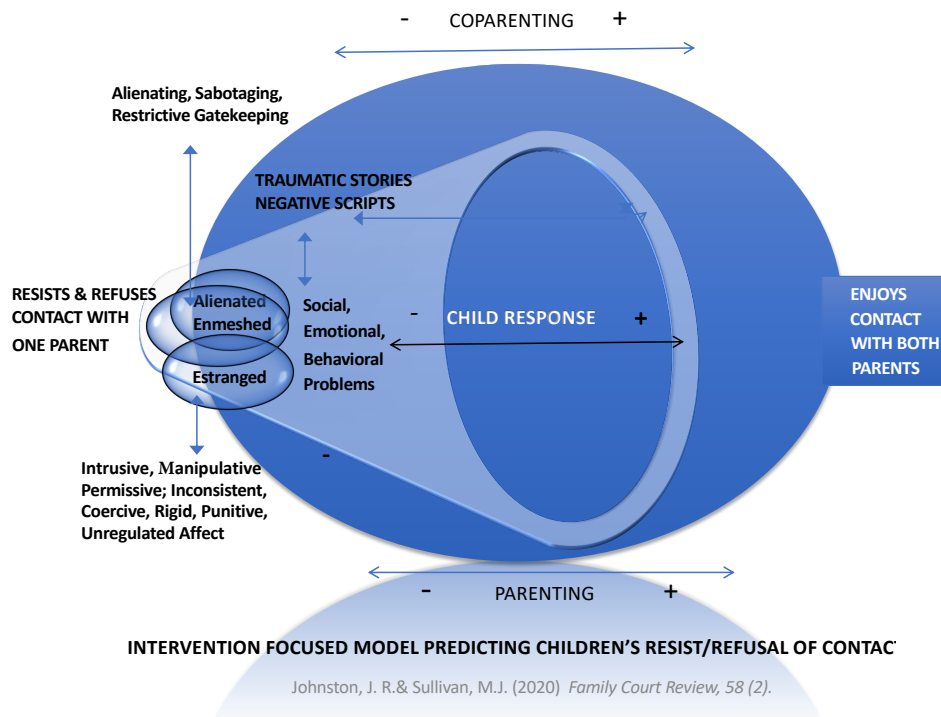 - COPARENTING +
Alienating, Sabotaging,
Restrictive Gatekeeping
TRAUMATIC STORIES
NEGATIVE SCRIPTS
RESISTS & REFUSES
CONTACT WITH
ONE PARENT
Alienated
Enmeshed
Estranged
Social,
Emotional,
Behavioral
Problems
- CHILD RESPONSE +
ENJOYS
CONTACT
WITH BOTH
PARENTS
-
Intrusive, Manipulative
Permissive; Inconsistent,
Coercive, Rigid, Punitive,
Unregulated Affect
- PARENTING +
INTERVENTION FOCUSED MODEL PREDICTING CHILDREN'S RESIST/REFUSAL OF CONTAC
Johnston, J. R.& Sullivan, M.J. (2020) Family Court Review, 58 (2).